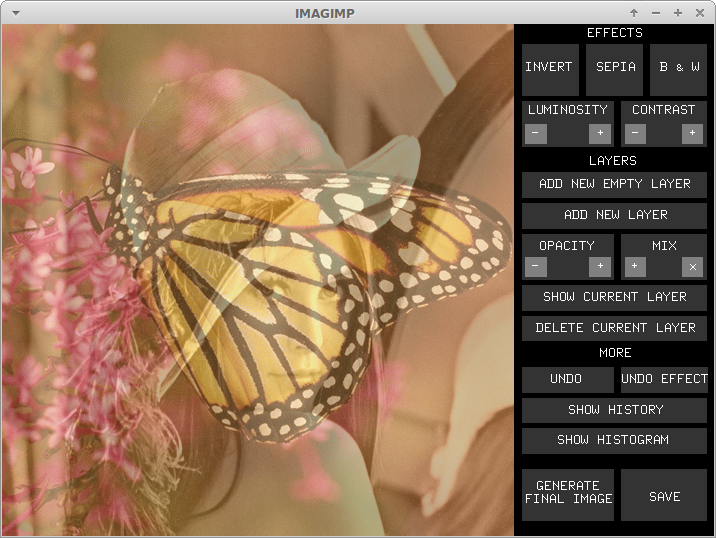 IMAGIMP
EFFECTS
INVERT
SEPIA
B & W
LUMINOSITY
CONTRAST
- +
- +
LAYERS
ADD NEW EMPTY LAYER
ADD NEW LAYER
OPACITY
MIX
- +
+ x
SHOW CURRENT LAYER
DELETE CURRENT LAYER
MORE
UNDO
UNDO EFFECT
SHOW HISTORY
SHOW HISTOGRAM
GENERATE
FINAL IMAGE
SAVE